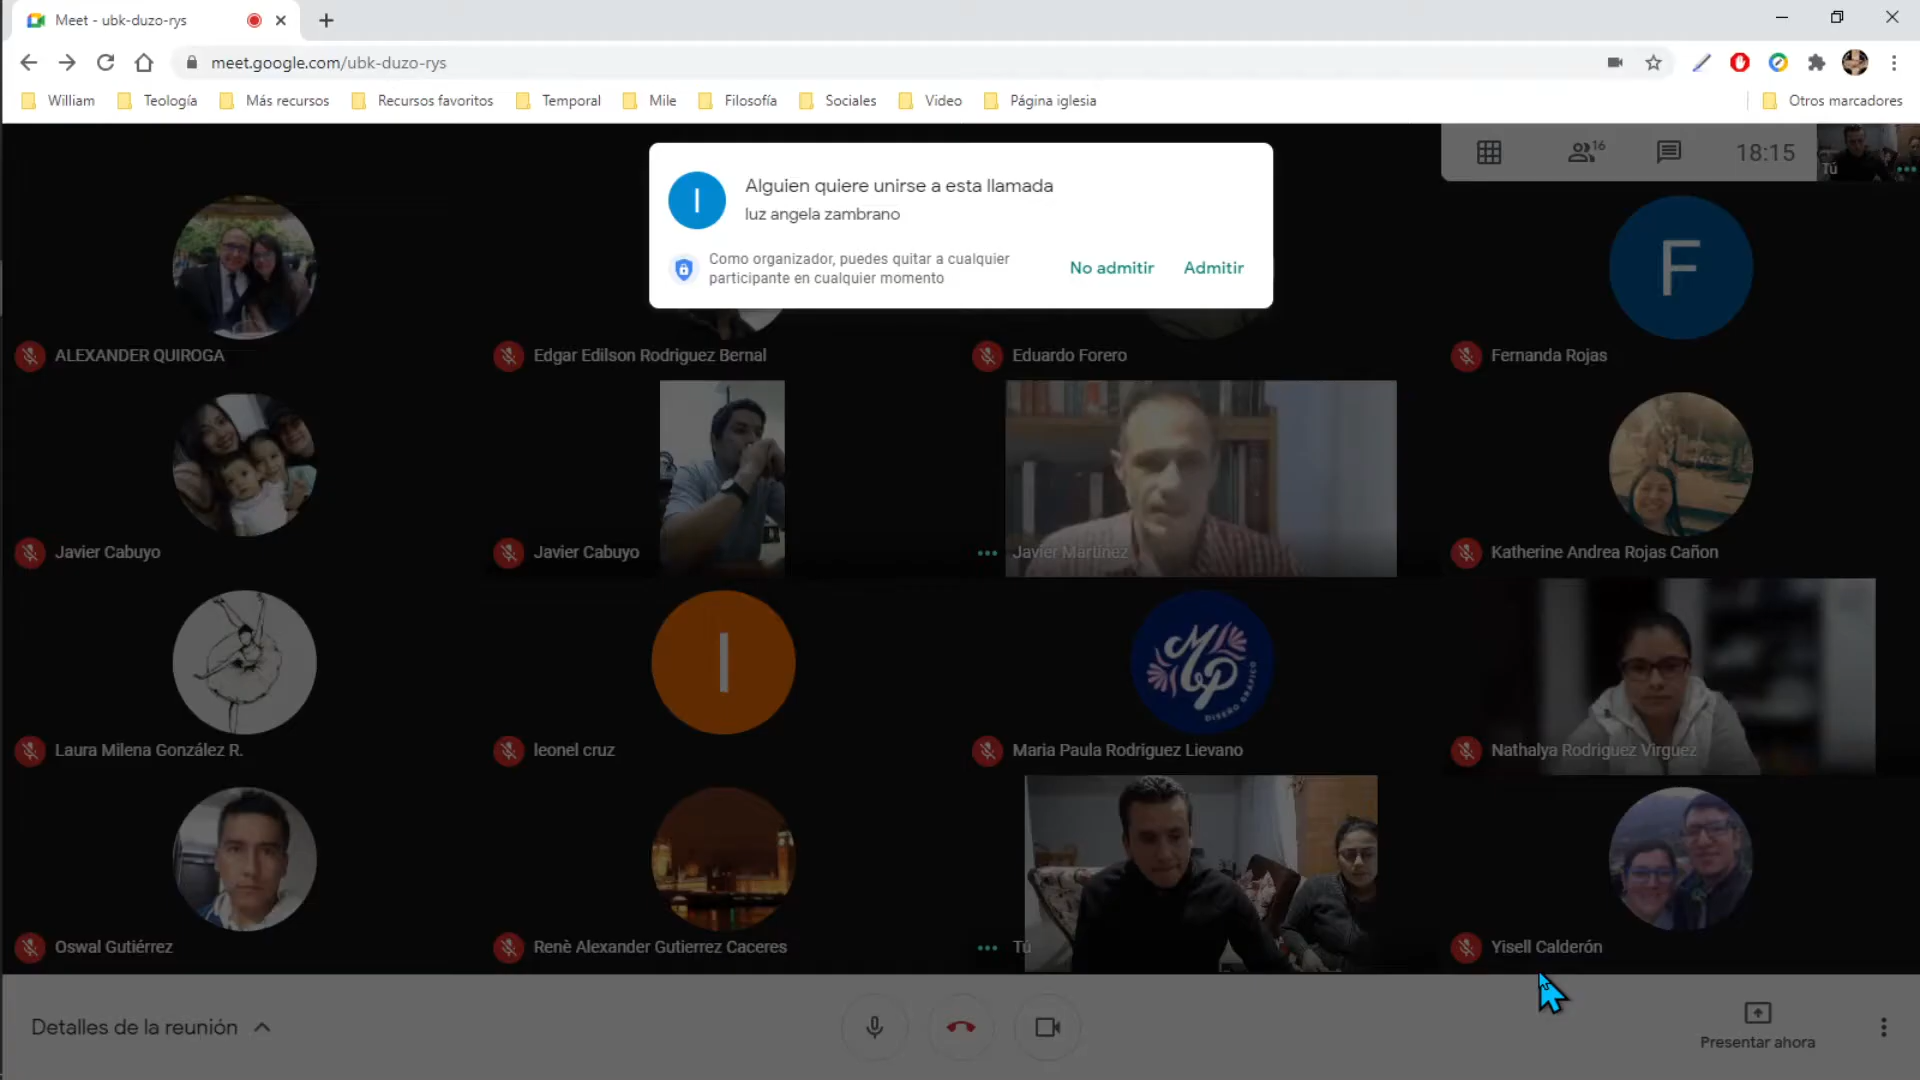 Meet - ubk-duzo-rys
meet.google.com/ubk-duzo-rys
William
Teología
Más recursos
Recursos favoritos
Temporal
Mile
Filosofía
Sociales
Video
Página iglesia
Otros marcadores
16
18:15
Tú
I
Alguien quiere unirse a esta llamada
luz angela zambrano
Como organizador, puedes quitar a cualquier
participante en cualquier momento
No admitir
Admitir
F
ALEXANDER QUIROGA
Edgar Edilson Rodriguez Bernal
Eduardo Forero
Fernanda Rojas
Javier Cabuyo
Javier Cabuyo
Javier Martinez
Katherine Andrea Rojas Cañon
l
MP
DISEÑO GRÁFICO
Laura Milena González R.
leonel cruz
Maria Paula Rodriguez Lievano
Nathalya Rodriguez Virguez
Oswal Gutiérrez
Renè Alexander Gutierrez Caceres
Tú
Yisell Calderón
Detalles de la reunión
Presentar ahora